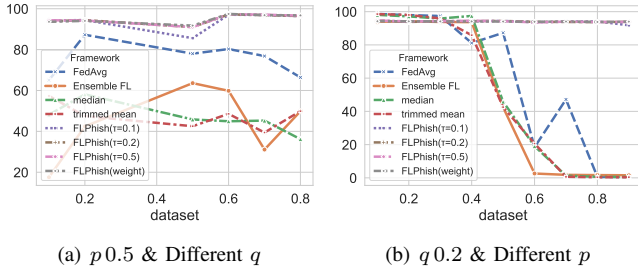 100
80
60
40
20
Framework
FedAvg
Ensemble FL
median
trimmed mean
FLPhish(τ=0.1)
FLPhish(τ=0.2)
FLPhish(τ=0.5)
FLPhish(weight)
0.2 0.4 0.6 0.8
dataset
(a) p 0.5 & Different q
100
80
60
40
20
0
Framework
FedAvg
Ensemble FL
median
trimmed mean
FLPhish(τ=0.1)
FLPhish(τ=0.2)
FLPhish(τ=0.5)
FLPhish(weight)
0.2 0.4 0.6 0.8
dataset
(b) q 0.2 & Different p